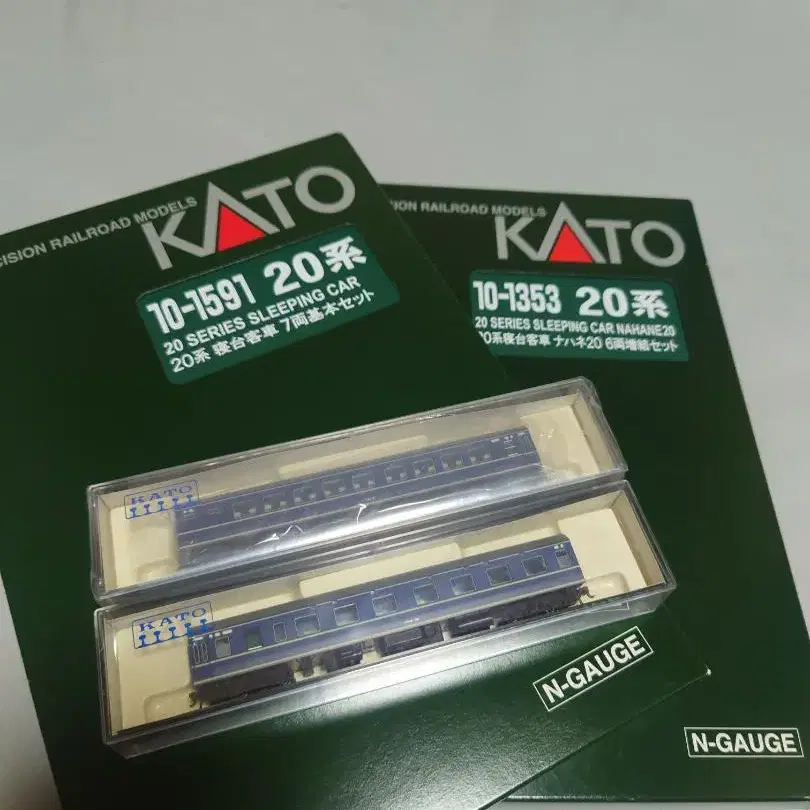 CISION RAILROAD MODELS
KATO
10-1591 20系
20 SERIES SLEEPING CAR
20系 寝台客車 7両基本セット
ION RAILROAD MODELS
KATO
10-1353 20系
20 SERIES SLEEPING CAR NAHANE20
20系寝台客車 ナハネ20 6両増結セット
KATO
KATO
N-GAUGE
N-GAUGE